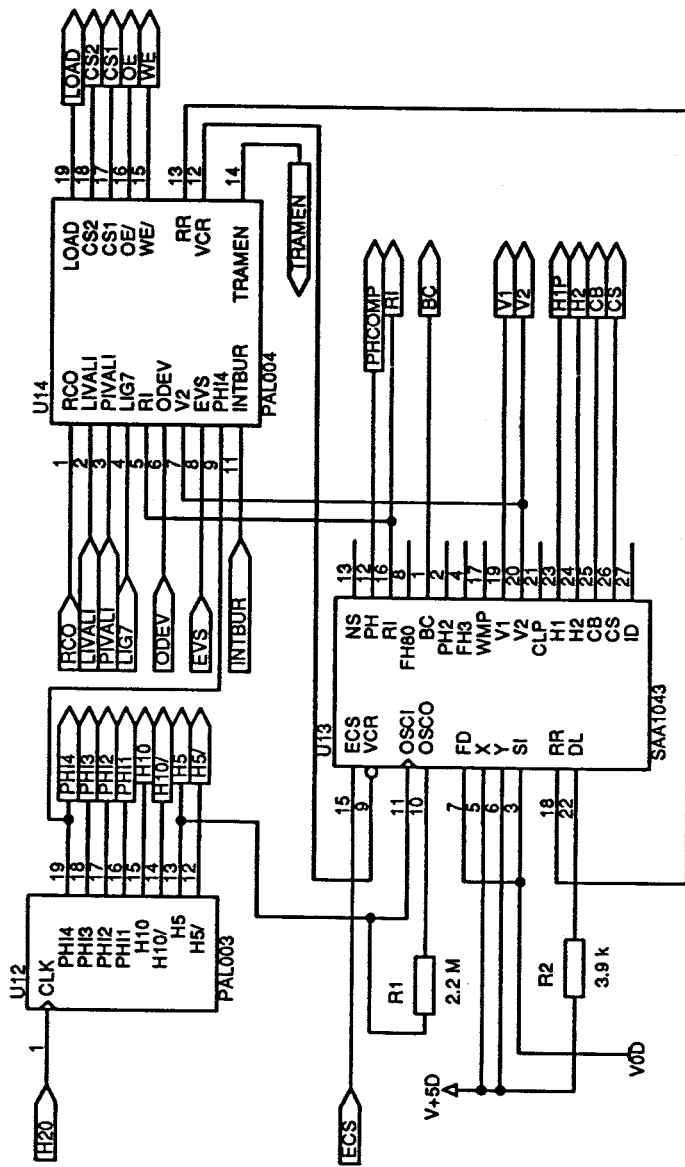 H20
1
U12
CLK
PHI4
PHI3
PHI2
PHI1
H10
H10/
H5
H5/
PAL003
19
18
17
16
15
14
13
12
PHI4
PHI3
PHI2
PHI1
H10
H10/
H5
H5/
RCO
LIVALI
PIVALI
LIG7
ODEV
EVS
INTBUR
1
2
3
4
5
6
7
8
9
11
U14
RCO
LIVALI
PIVALI
LIG7
RI
ODEV
V2
EVS
PHI4
INTBUR
PAL004
LOAD
CS2
CS1
OE/
WE/
RR
VCR
TRAMEN
19
18
17
16
15
13
12
14
LOAD
CS2
CS1
OE
WE
TRAMEN
ECS
V+5D
V0D
R1
2.2 M
R2
3.9 k
15
9
11
10
7
5
6
3
18
22
U13
ECS
VCR
OSCI
OSCO
FD
X
Y
SI
RR
DL
SAA1043
NS
PH
RI
FH80
BC
PH2
FH3
WMP
V1
V2
CLP
H1
H2
CB
CS
ID
13
12
16
8
1
2
4
17
19
20
21
23
24
25
26
27
PHCOMP
RI
BC
V1
V2
H1P
H2
CB
CS